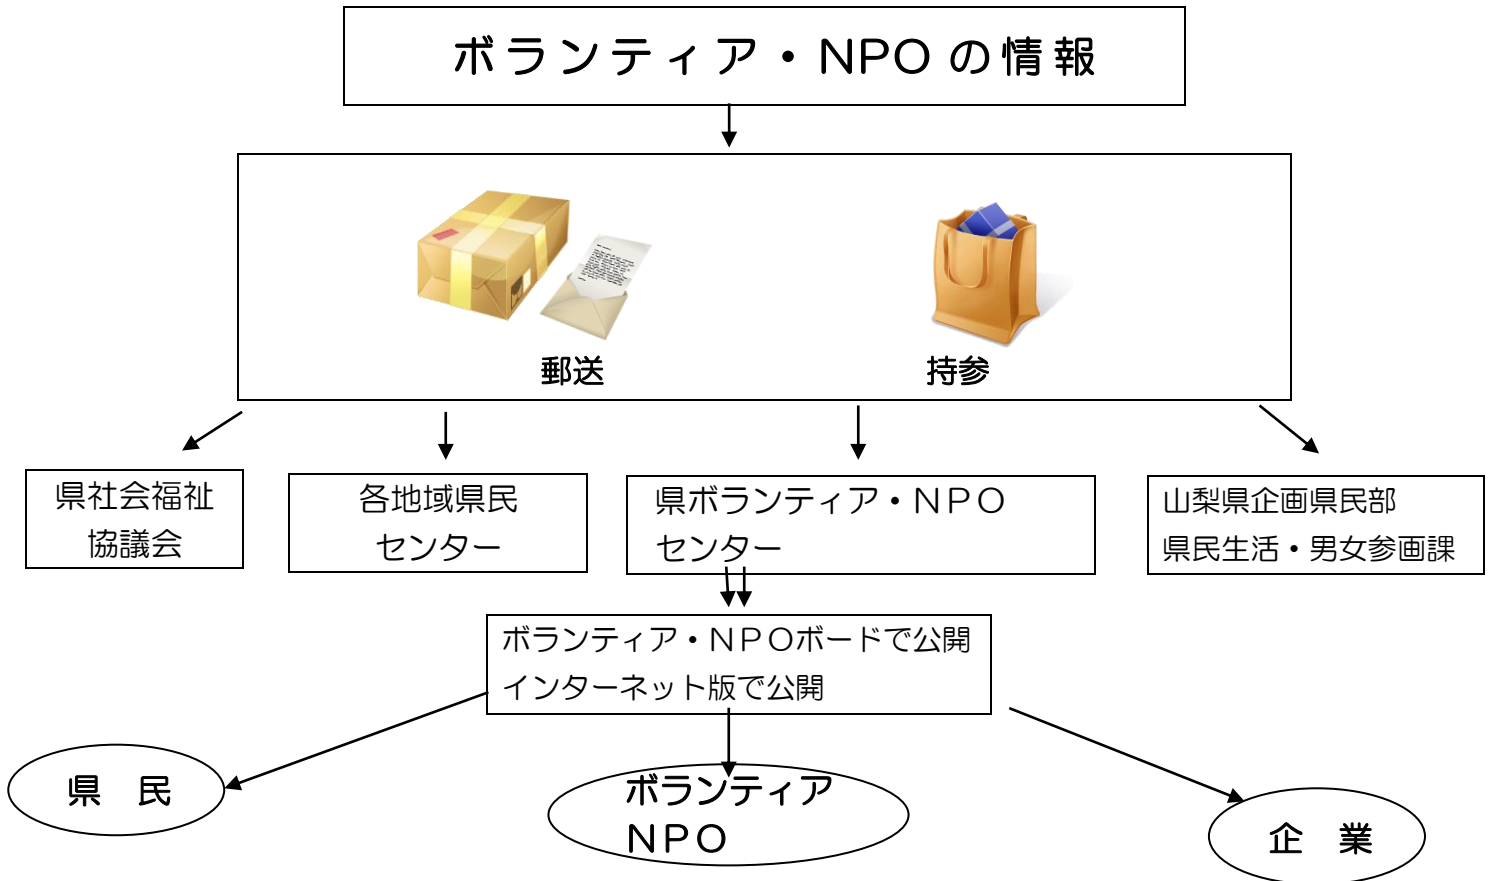 ボランティア・NPOの情報
郵送
持参
県社会福祉
協議会
各地域県民
センター
県ボランティア・ＮＰＯ
センター
山梨県企画県民部
県民生活・男女参画課
ボランティア・ＮＰＯボードで公開
インターネット版で公開
県　民
ボランティア
NPO
企　業